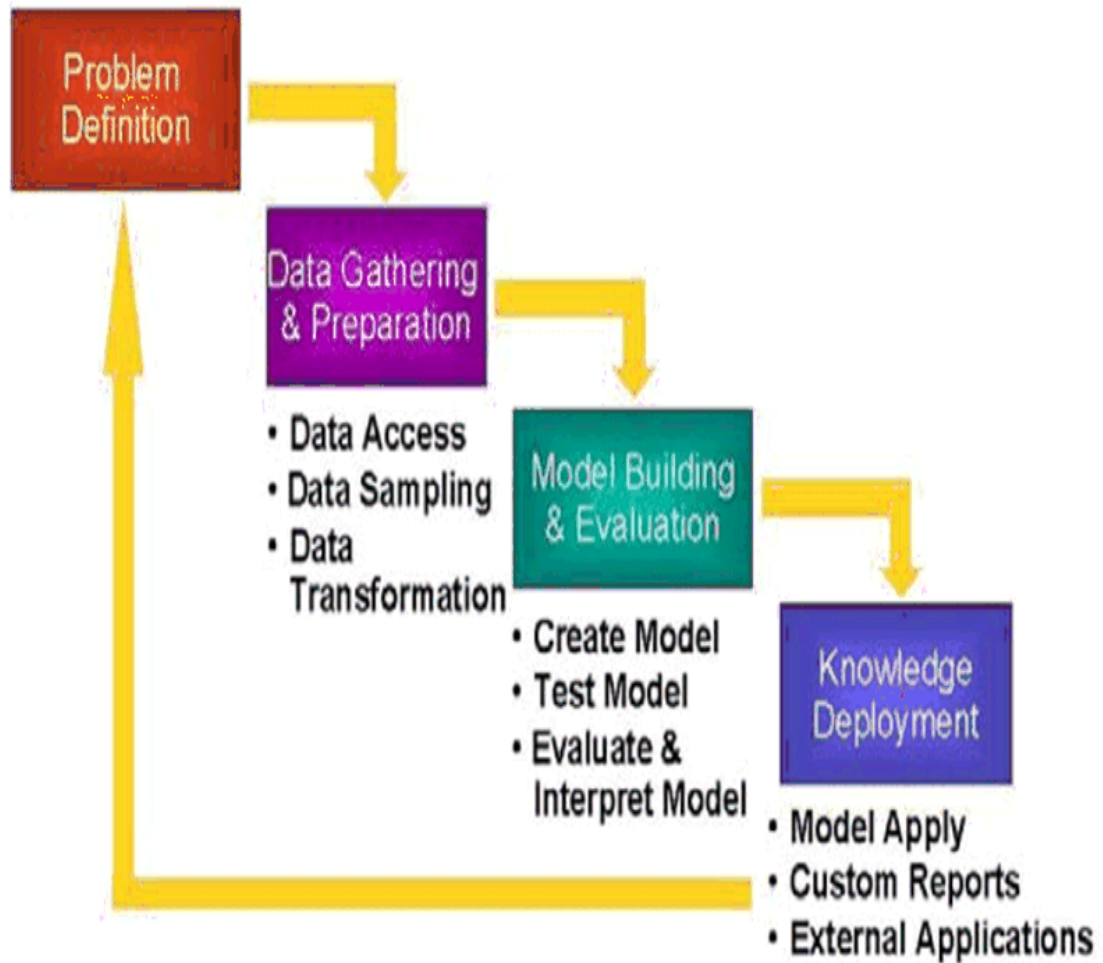 Problem
Definition
Data Gathering
& Preparation
• Data Access
• Data Sampling
• Data
Transformation
Model Building
& Evaluation
• Create Model
• Test Model
• Evaluate &
Interpret Model
Knowledge
Deployment
• Model Apply
• Custom Reports
• External Applications